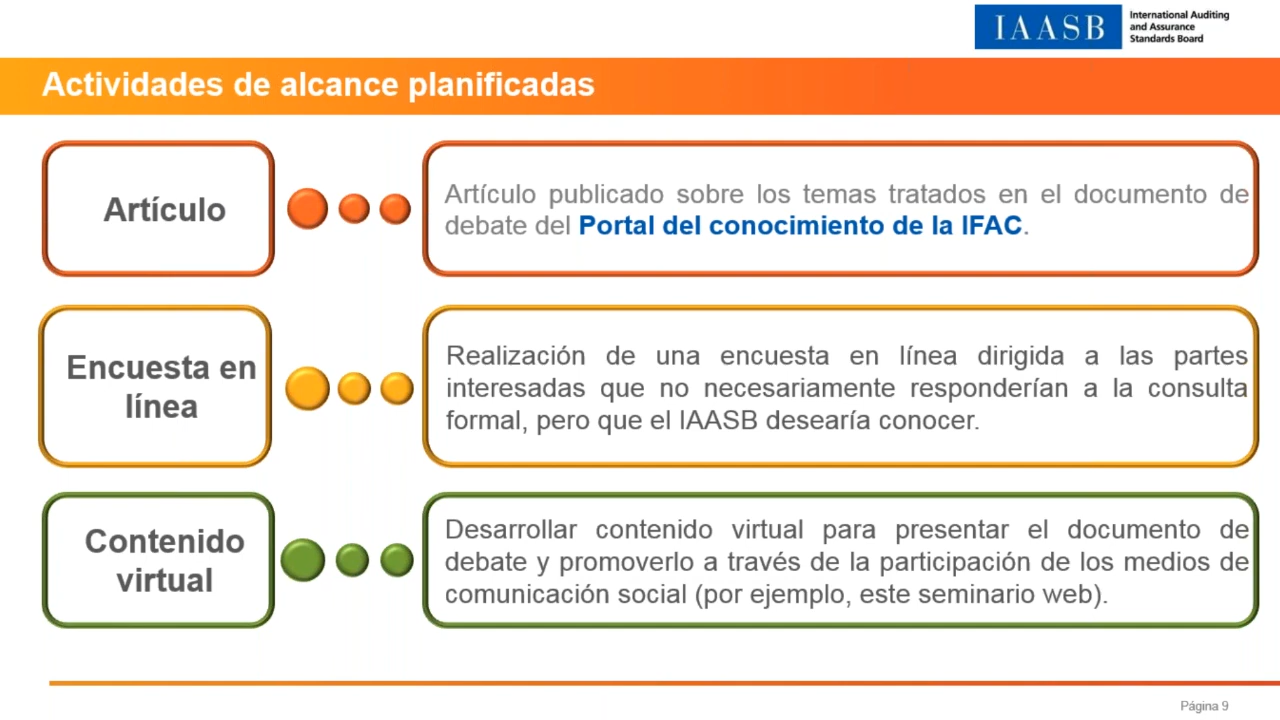 IAASB
International Auditing
and Assurance
Standards Board
Actividades de alcance planificadas
Artículo
Artículo publicado sobre los temas tratados en el documento de
debate del Portal del conocimiento de la IFAC.
Encuesta en
línea
Realización de una encuesta en línea dirigida a las partes
interesadas que no necesariamente responderían a la consulta
formal, pero que el IAASB desearía conocer.
Contenido
virtual
Desarrollar contenido virtual para presentar el documento de
debate y promoverlo a través de la participación de los medios de
comunicación social (por ejemplo, este seminario web).
Página 9